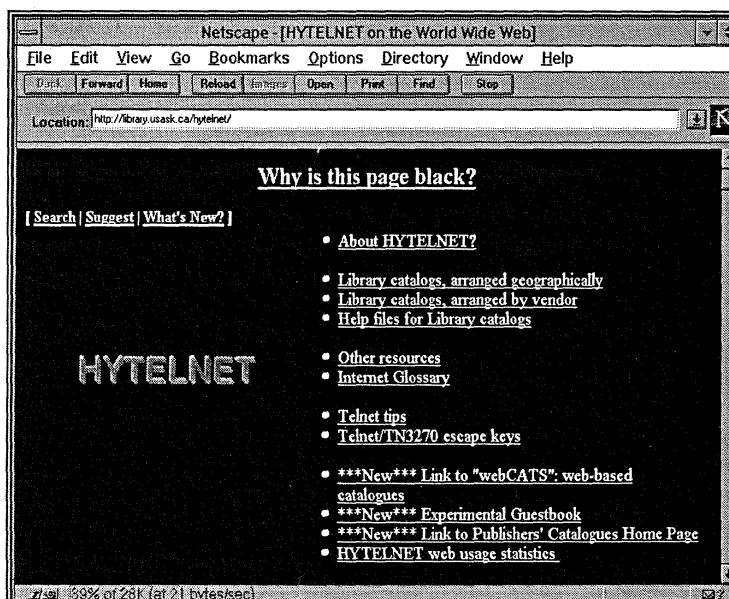 Netscape - [HYTELNET on the World Wide Web]
File Edit View Go Bookmarks Options Directory Window Help
Back Forward Home Reload Images Open Print Find Stop
Location: http://library.usask.ca/hytelnet/
N
Why is this page black?
[ Search | Suggest | What's New? ]
• About HYTELNET?
• Library catalogs, arranged geographically
• Library catalogs, arranged by vendor
• Help files for Library catalogs
HYTELNET
• Other resources
• Internet Glossary
• Telnet tips
• Telnet/TN3270 escape keys
• ***New*** Link to "webCATS": web-based
catalogues
• ***New*** Experimental Guestbook
• ***New*** Link to Publishers' Catalogues Home Page
• HYTELNET web usage statistics
39% of 28K (at 21 bytes/sec)